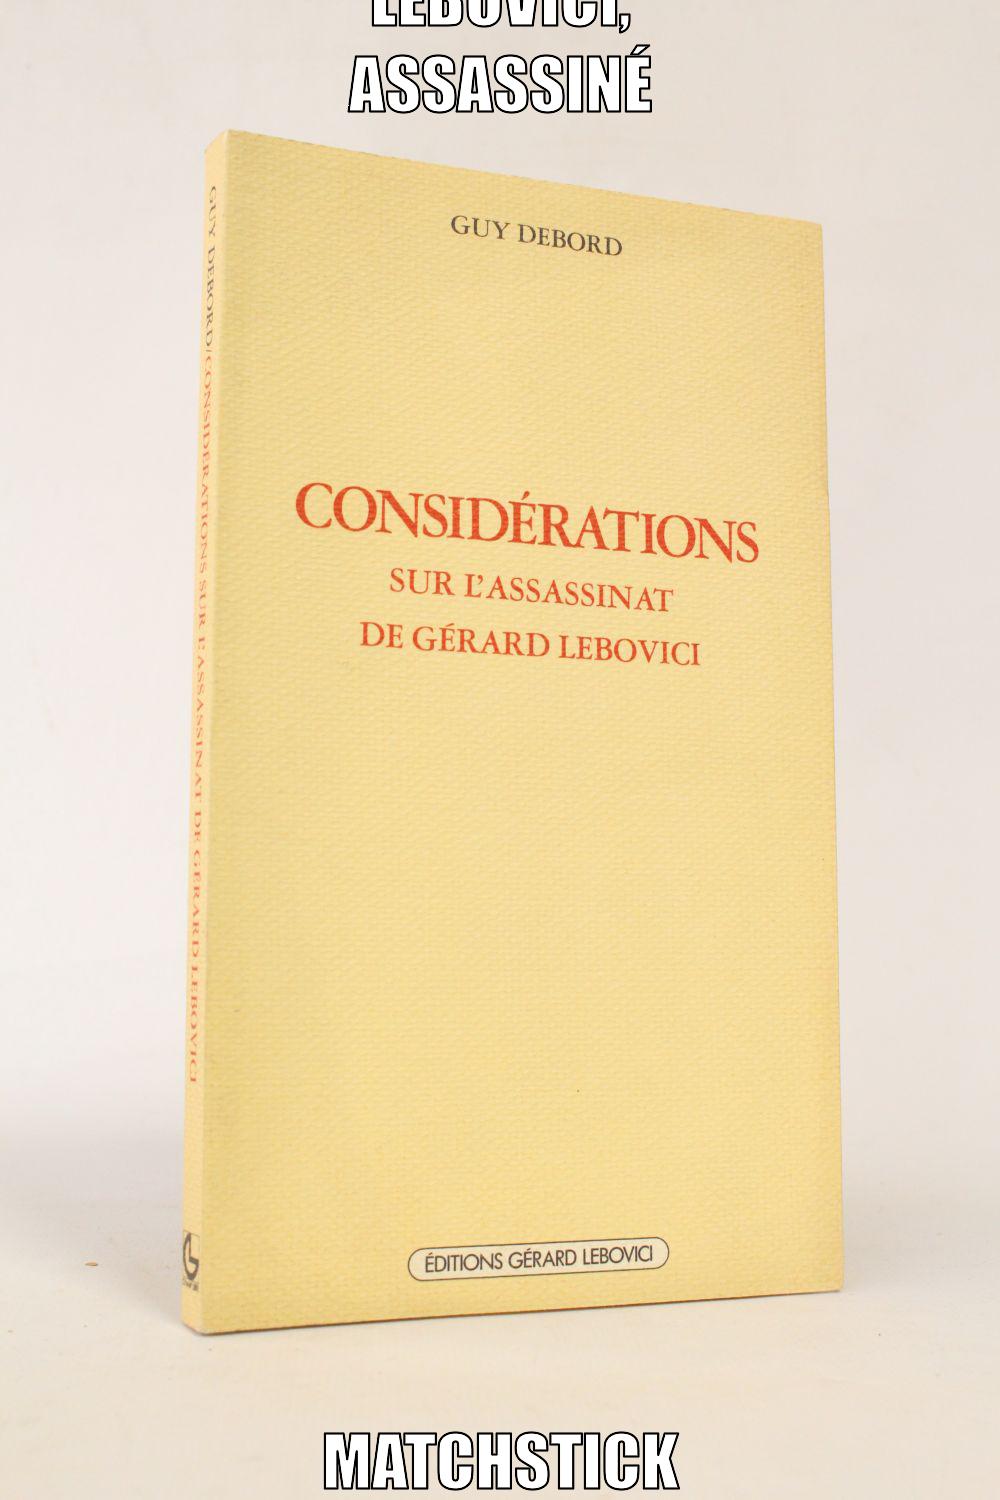 LEBOVICI,
ASSASSINÉ
GUY DEBORD
CONSIDÉRATIONS
SUR L'ASSASSINAT
DE GÉRARD LEBOVICI
ÉDITIONS GÉRARD LEBOVICI
GUY DEBORD/CONSIDÉRATIONS SUR L'ASSASSINAT DE GÉRARD LEBOVICI
MATCHSTICK